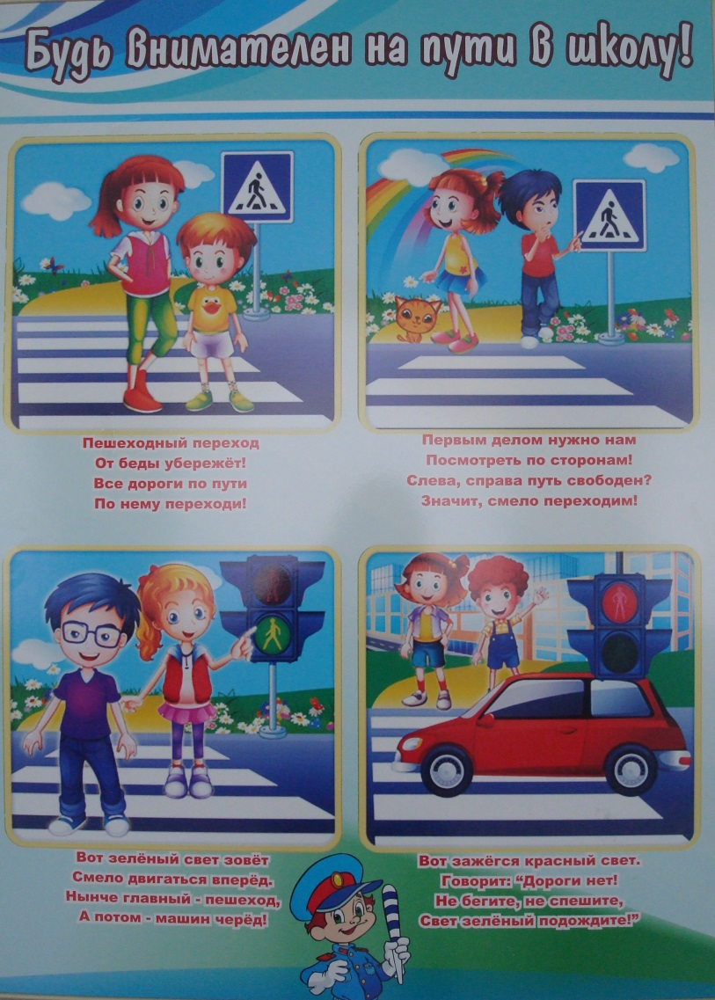 Будь внимателен на пути в школу!
Пешеходный переход
От беды убережёт!
Все дороги по пути
По нему переходи!
Первым делом нужно нам
Посмотреть по сторонам!
Слева, справа путь свободен?
Значит, смело переходим!
Вот зелёный свет зовёт
Смело двигаться вперёд.
Нынче главный - пешеход,
А потом - машин черёд!
Вот зажёгся красный свет.
Говорит: “Дороги нет!
Не бегите, не спешите,
Свет зелёный подождите!”